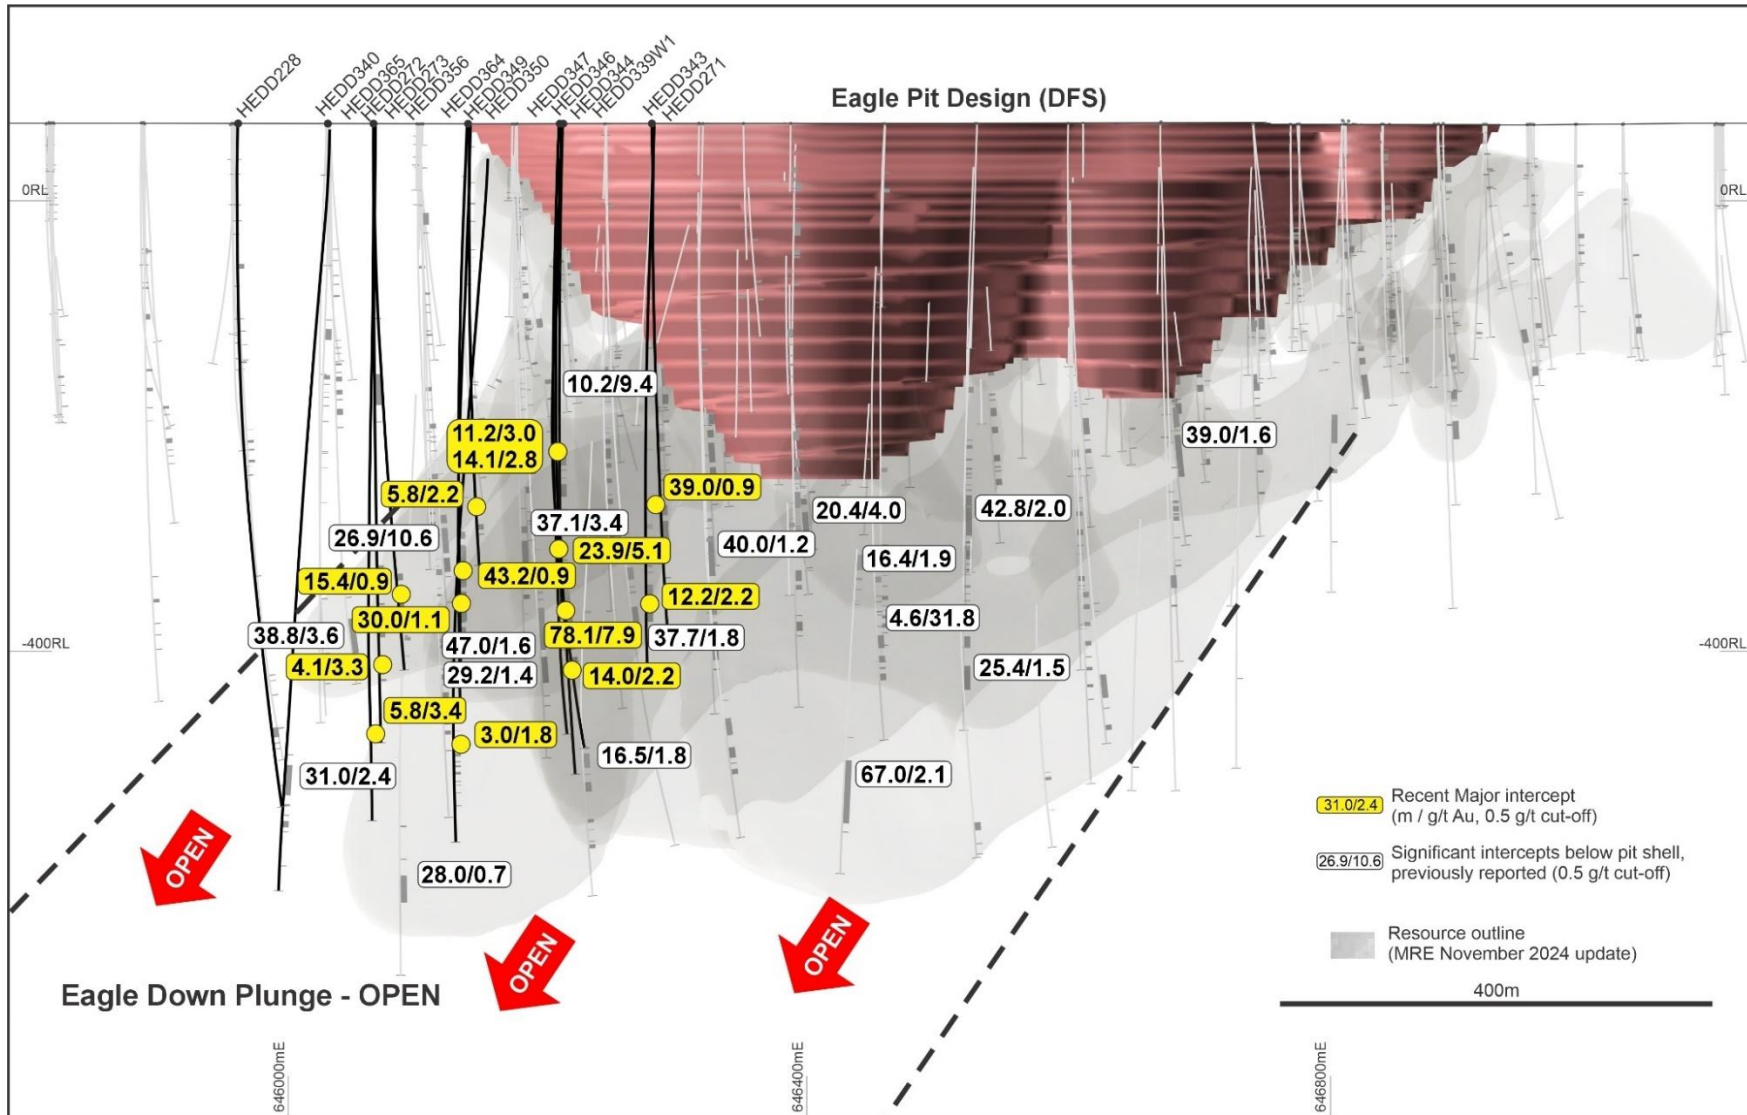 HEDD228
HEDD340
HEDD365
HEDD272
HEDD273
HEDD356
HEDD364
HEDD349
HEDD350
HEDD347
HEDD346
HEDD344
HEDD339W1
HEDD343
HEDD271
Eagle Pit Design (DFS)
0RL
0RL
10.2/9.4
11.2/3.0
14.1/2.8
39.0/1.6
5.8/2.2
39.0/0.9
20.4/4.0
42.8/2.0
37.1/3.4
26.9/10.6
40.0/1.2
23.9/5.1
16.4/1.9
43.2/0.9
15.4/0.9
12.2/2.2
30.0/1.1
4.6/31.8
38.8/3.6
47.0/1.6
78.1/7.9
37.7/1.8
-400RL
-400RL
4.1/3.3
29.2/1.4
14.0/2.2
25.4/1.5
5.8/3.4
3.0/1.8
16.5/1.8
31.0/2.4
67.0/2.1
28.0/0.7
31.0/2.4
Recent Major intercept
(m / g/t Au, 0.5 g/t cut-off)
26.9/10.6
Significant intercepts below pit shell,
previously reported (0.5 g/t cut-off)
Resource outline
(MRE November 2024 update)
400m
OPEN
OPEN
OPEN
Eagle Down Plunge - OPEN
646000mE
646400mE
646800mE